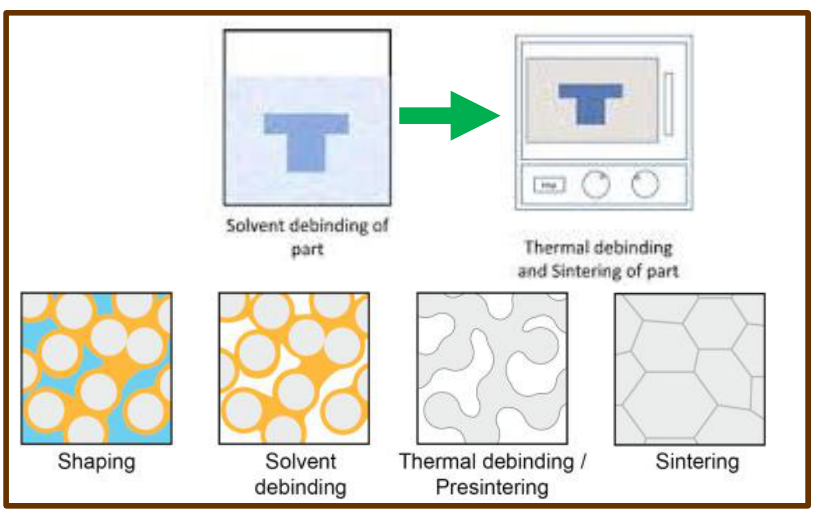 Solvent debinding of
part
Thermal debinding
and Sintering of part
Shaping
Solvent
debinding
Thermal debinding /
Presintering
Sintering